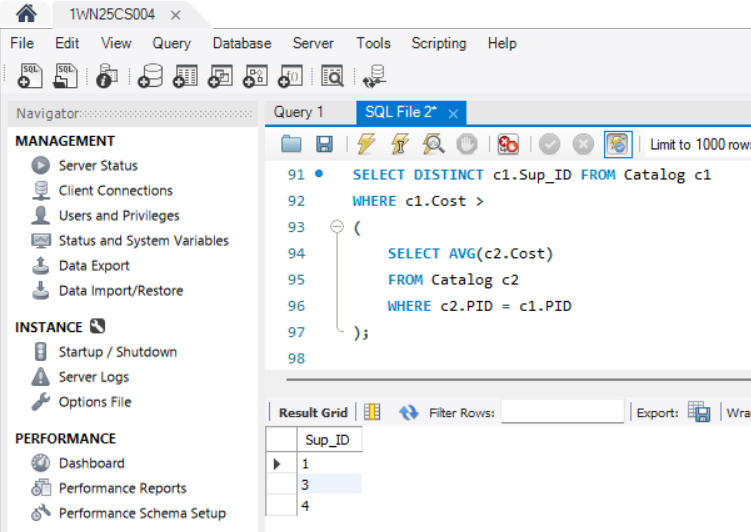 1WN25CS004
File Edit View Query Database Server Tools Scripting Help
SQL SQL
Navigator
MANAGEMENT
Server Status
Client Connections
Users and Privileges
Status and System Variables
Data Export
Data Import/Restore
INSTANCE
Startup / Shutdown
Server Logs
Options File
PERFORMANCE
Dashboard
Performance Reports
Performance Schema Setup
Query 1 SQL File 2*
Limit to 1000 rows
91 SELECT DISTINCT c1.Sup_ID FROM Catalog c1
92 WHERE c1.Cost >
93 (
94 SELECT AVG(c2.Cost)
95 FROM Catalog c2
96 WHERE c2.PID = c1.PID
97 );
98
Result Grid Filter Rows: Export:
Sup_ID
1
3
4